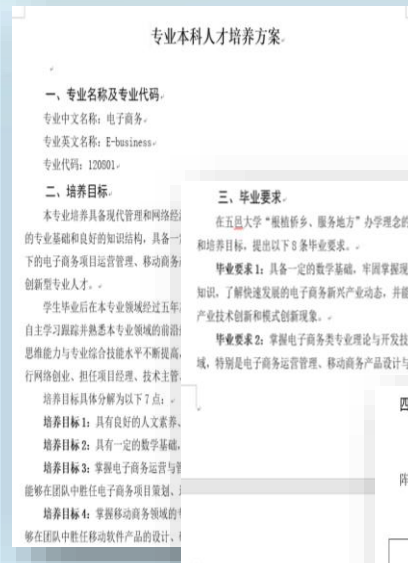 专业本科人才培养方案
一、专业名称及专业代码
专业中文名称：电子商务
专业英文名称：E-business
专业代码：120801
二、培养目标
本专业培养具备现代管理和网络经
的专业基础和良好的知识结构，具备一
下的电子商务项目运营管理、移动商务
创新型专业人才。
学生毕业后在本专业领域经过五年
自主学习跟踪并熟悉本专业领域的前沿
思维能力与专业综合技能水平不断提高，
行网络创业、担任项目经理、技术主管
培养目标具体分解为以下7点：
培养目标1：具有良好的人文素养、
培养目标2：具有一定的数学基础，
培养目标3：掌握电子商务运营与管
能够在团队中胜任电子商务项目策划、
培养目标4：掌握移动商务领域的
够在团队中胜任移动软件产品的设计、
三、毕业要求
在五邑大学“根植侨乡、服务地方”办学理念的
和培养目标，提出以下8条毕业要求。
毕业要求1：具备一定的数学基础，牢固掌握现
知识，了解快速发展的电子商务新兴产业动态，并能
产业技术创新和模式创新现象。
毕业要求2：掌握电子商务类专业理论与开发技
域，特别是电子商务运营管理、移动商务产品设计与
四
阵